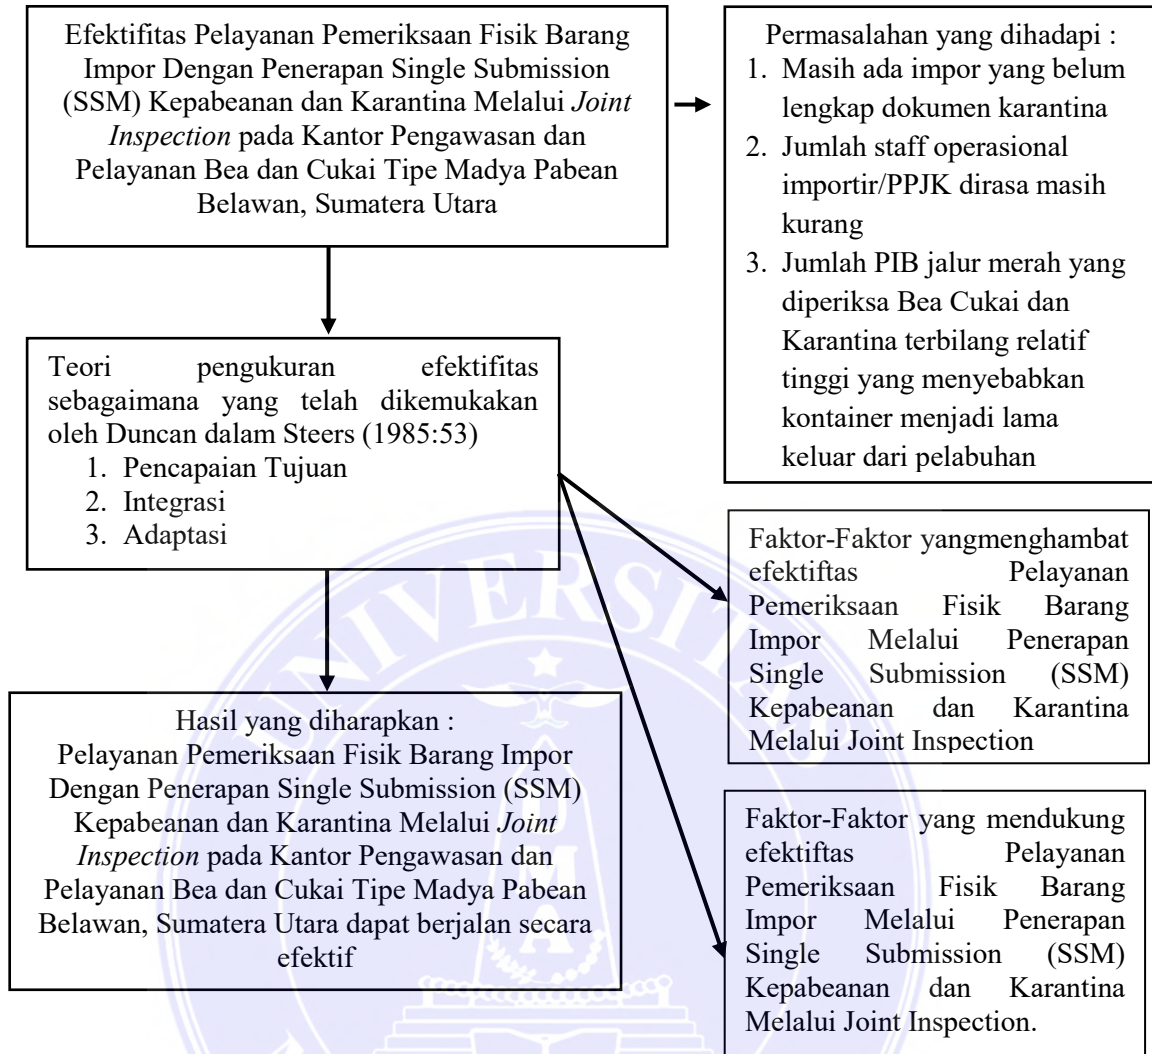 Efektifitas Pelayanan Pemeriksaan Fisik Barang
Impor Dengan Penerapan Single Submission
(SSM) Kepabeanan dan Karantina Melalui Joint
Inspection pada Kantor Pengawasan dan
Pelayanan Bea dan Cukai Tipe Madya Pabean
Belawan, Sumatera Utara
Permasalahan yang dihadapi :
1. Masih ada impor yang belum
lengkap dokumen karantina
2. Jumlah staff operasional
importir/PPJK dirasa masih
kurang
3. Jumlah PIB jalur merah yang
diperiksa Bea Cukai dan
Karantina terbilang relatif
tinggi yang menyebabkan
kontainer menjadi lama
keluar dari pelabuhan
Teori pengukuran efektifitas
sebagaimana yang telah dikemukakan
oleh Duncan dalam Steers (1985:53)
1. Pencapaian Tujuan
2. Integrasi
3. Adaptasi
Faktor-Faktor yangmenghambat
efektiftas Pelayanan
Pemeriksaan Fisik Barang
Impor Melalui Penerapan
Single Submission (SSM)
Kepabeanan dan Karantina
Melalui Joint Inspection
Hasil yang diharapkan :
Pelayanan Pemeriksaan Fisik Barang Impor
Dengan Penerapan Single Submission (SSM)
Kepabeanan dan Karantina Melalui Joint
Inspection pada Kantor Pengawasan dan
Pelayanan Bea dan Cukai Tipe Madya Pabean
Belawan, Sumatera Utara dapat berjalan secara
efektif
Faktor-Faktor yang mendukung
efektiftas Pelayanan
Pemeriksaan Fisik Barang
Impor Melalui Penerapan
Single Submission (SSM)
Kepabeanan dan Karantina
Melalui Joint Inspection.